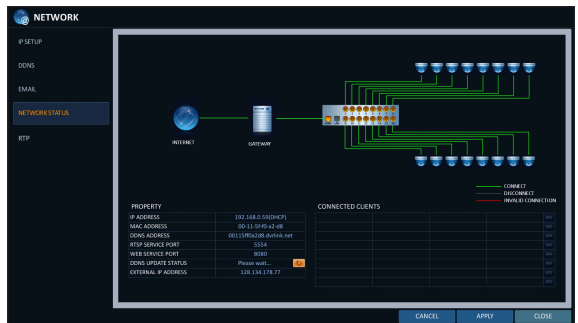 NETWORK
IP SETUP
DDNS
EMAIL
NETWORK STATUS
RTP
INTERNET
GATEWAY
CONNECT
DISCONNECT
INVALID CONNECTION
PROPERTY
CONNECTED CLIENTS
IP ADDRESS 192.168.0.59(DHCP)
MAC ADDRESS 00-11-5f-f0-a2-d8
DDNS ADDRESS 00115ff0a2d8.dvrlink.net
RTSP SERVICE PORT 5554
WEB SERVICE PORT 8080
DDNS UPDATE STATUS Please wait...
EXTERNAL IP ADDRESS 128.134.178.77
CANCEL APPLY CLOSE